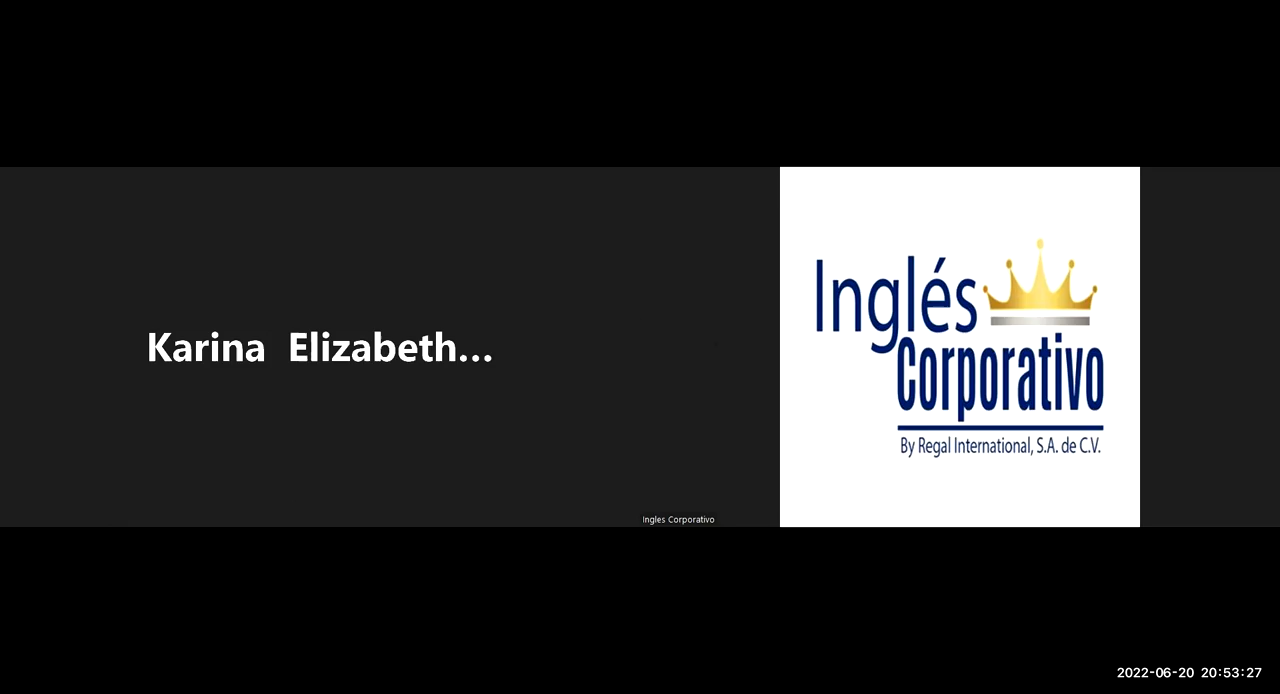 Karina Elizabeth...
Inglés
Corporativo
By Regal International, S.A. de C.V.
Ingles Corporativo
2022-06-20 20:53:27